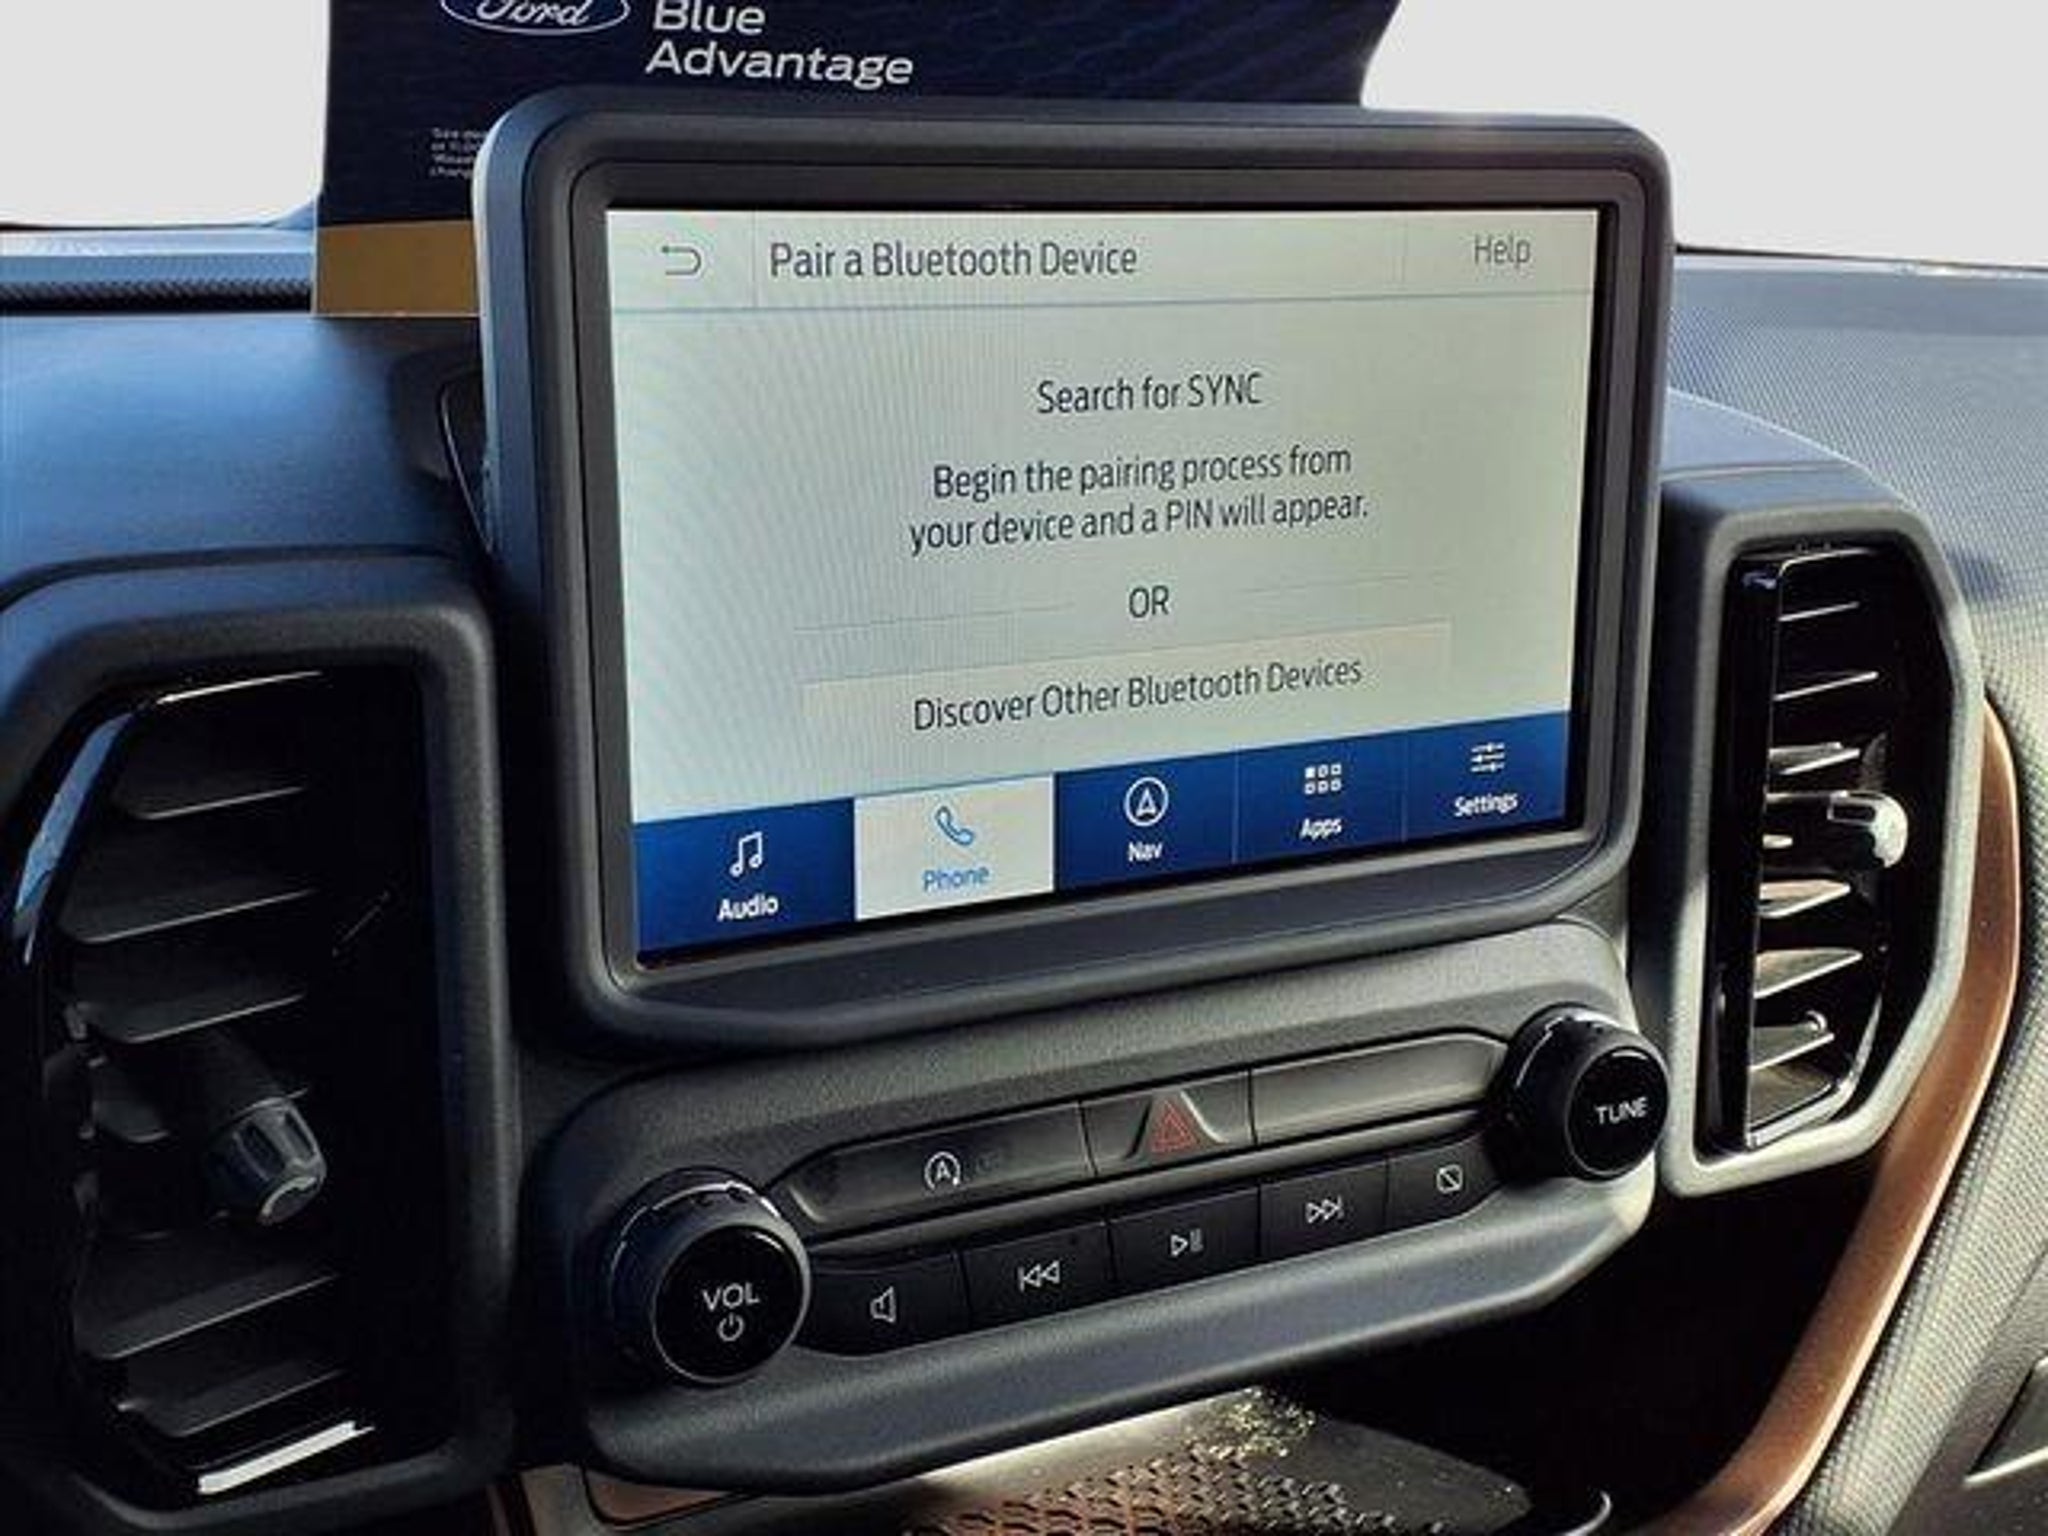 Ford
Blue
Advantage
Pair a Bluetooth Device
Help
Search for SYNC
Begin the pairing process from
your device and a PIN will appear.
OR
Discover Other Bluetooth Devices
Audio
Phone
Nav
Apps
Settings
A
TUNE
VOL